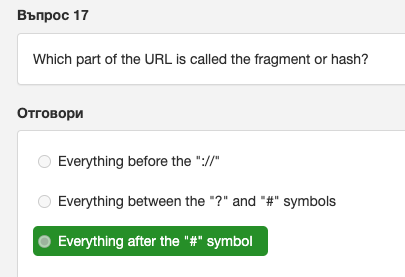 Въпрос 17
Which part of the URL is called the fragment or hash?
Отговори
Everything before the "://"
Everything between the "?" and "#" symbols
Everything after the "#" symbol